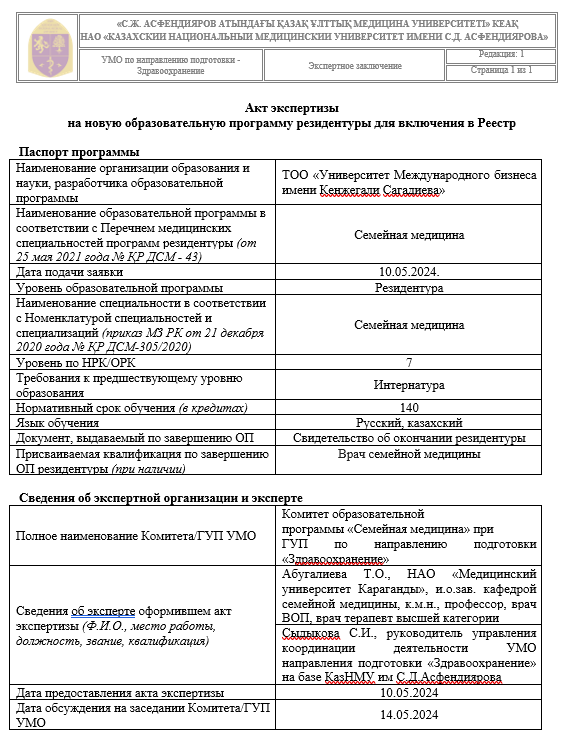 «С.Ж. АСФЕНДИЯРОВ АТЫНДАҒЫ ҚАЗАҚ ҰЛТТЫҚ МЕДИЦИНА УНИВЕРСИТЕТІ» КЕАҚ
НАО «КАЗАХСКИЙ НАЦИОНАЛЬНЫЙ МЕДИЦИНСКИЙ УНИВЕРСИТЕТ ИМЕНИ С.Д. АСФЕНДИЯРОВА»
УМО по направлению подготовки -
Здравоохранение
Экспертное заключение
Редакция: 1
Страница 1 из 1
Акт экспертизы
на новую образовательную программу резидентуры для включения в Реестр
Паспорт программы
Наименование организации образования и
науки, разработчика образовательной
программы
ТОО «Университет Международного бизнеса
имени Кенжегали Сагадиева»
Наименование образовательной программы в
соответствии с Перечнем медицинских
специальностей программ резидентуры (от
25 мая 2021 года № ҚР ДСМ - 43)
Семейная медицина
Дата подачи заявки
10.05.2024.
Уровень образовательной программы
Резидентура
Наименование специальности в соответствии
с Номенклатурой специальностей и
специализаций (приказ МЗ РК от 21 декабря
2020 года № ҚР ДСМ-305/2020)
Семейная медицина
Уровень по НРК/ОРК
7
Требования к предшествующему уровню
образования
Интернатура
Нормативный срок обучения (в кредитах)
140
Язык обучения
Русский, казахский
Документ, выдаваемый по завершению ОП
Свидетельство об окончании резидентуры
Присваиваемая квалификация по завершению
ОП резидентуры (при наличии)
Врач семейной медицины
Сведения об экспертной организации и эксперте
Полное наименование Комитета/ГУП УМО
Комитет образовательной
программы «Семейная медицина» при
ГУП по направлению подготовки
«Здравоохранение»
Сведения об эксперте оформившем акт
экспертизы (Ф.И.О., место работы,
должность, звание, квалификация)
Абугалиева Т.О., НАО «Медицинский
университет Караганды», и.о.зав. кафедрой
семейной медицины, к.м.н., профессор, врач
ВОП, врач терапевт высшей категории
Сыдыкова С.И., руководитель управления
координации деятельности УМО
направления подготовки «Здравоохранение»
на базе КазНМУ им С.Д.Асфендиярова
Дата предоставления акта экспертизы
10.05.2024
Дата обсуждения на заседании Комитета/ГУП
УМО
14.05.2024